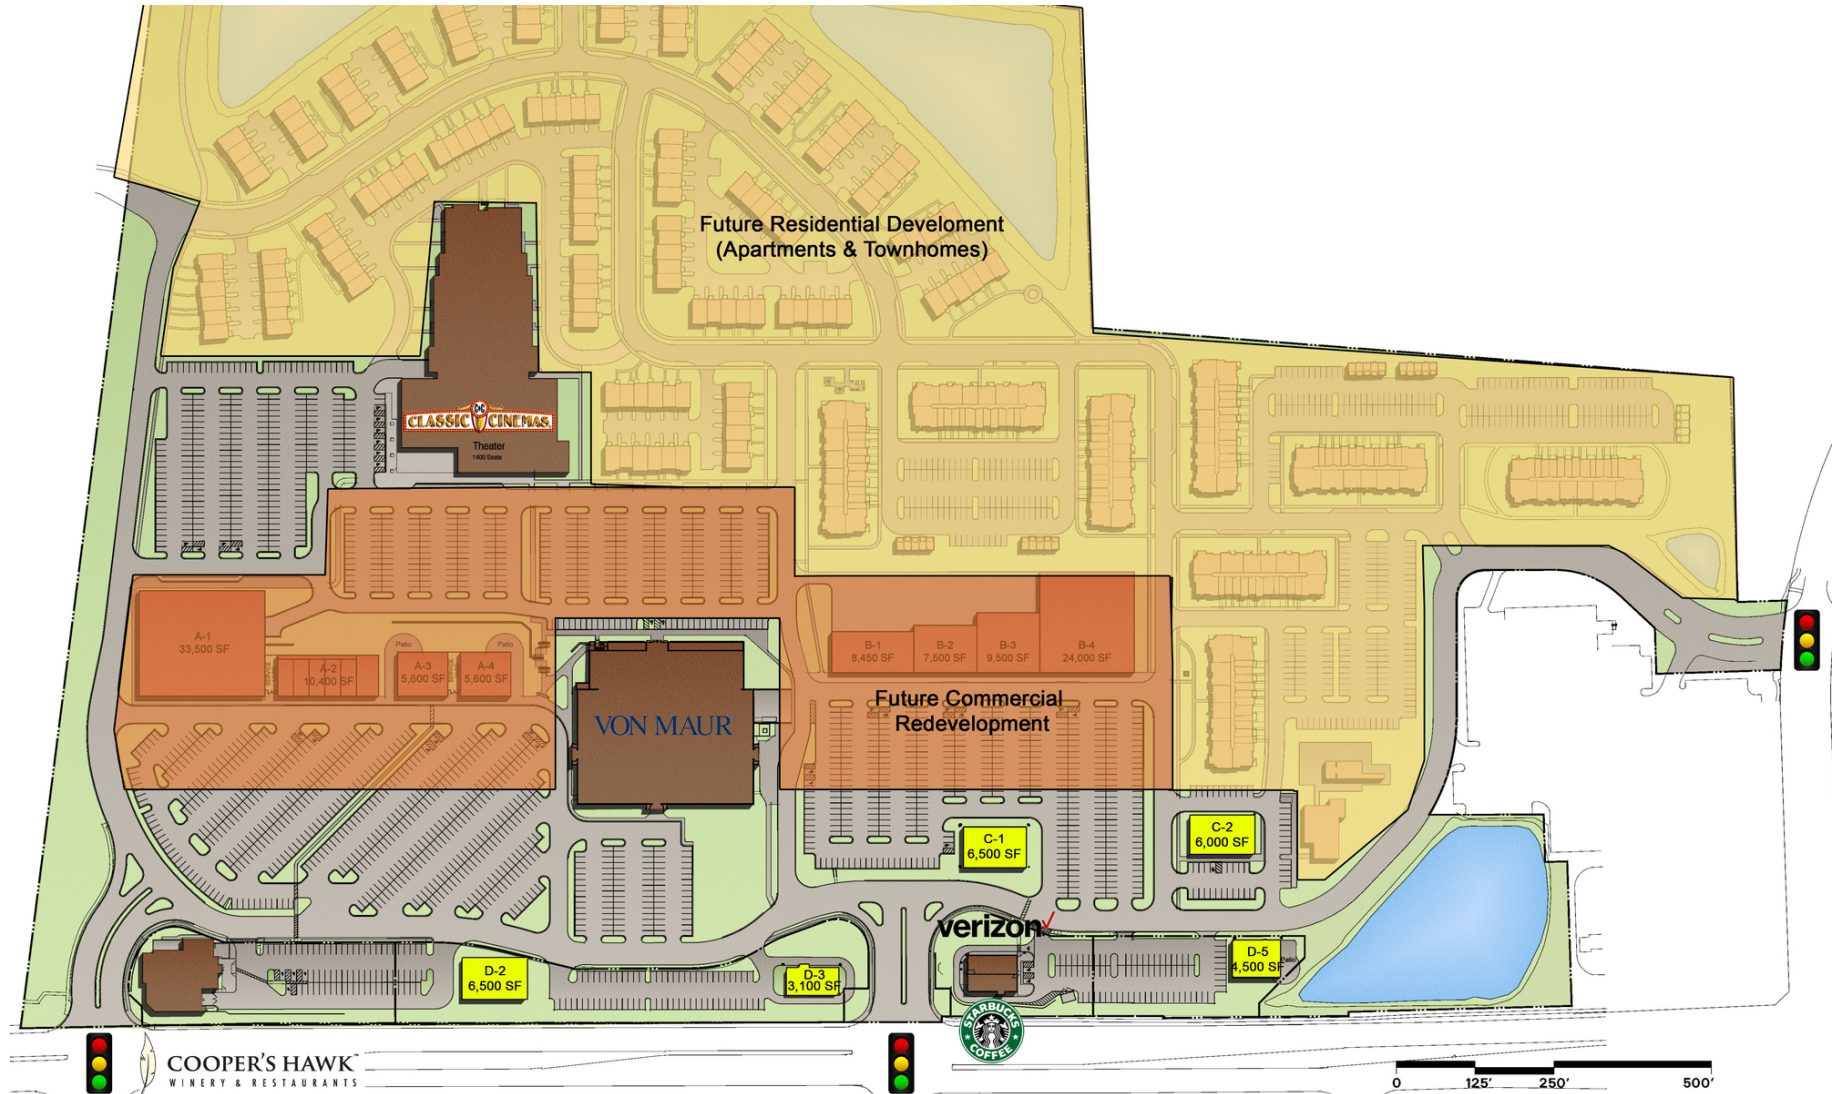 Future Residential Develoment
(Apartments & Townhomes)
CLASSIC CINEMAS
Theater
1400 Seats
A-1
33,500 SF
SERVICE
A-2
10,400 SF
Patio
A-3
5,600 SF
SERVICE
Patio
A-4
5,600 SF
VON MAUR
B-1
8,450 SF
B-2
7,500 SF
B-3
9,500 SF
B-4
24,000 SF
Future Commercial
Redevelopment
C-1
6,500 SF
C-2
6,000 SF
verizon
D-2
6,500 SF
D-3
3,100 SF
D-5
4,500 SF
Patio
STARBUCKS
COFFEE
COOPER'S HAWK™
WINERY & RESTAURANTS
0 125' 250' 500'